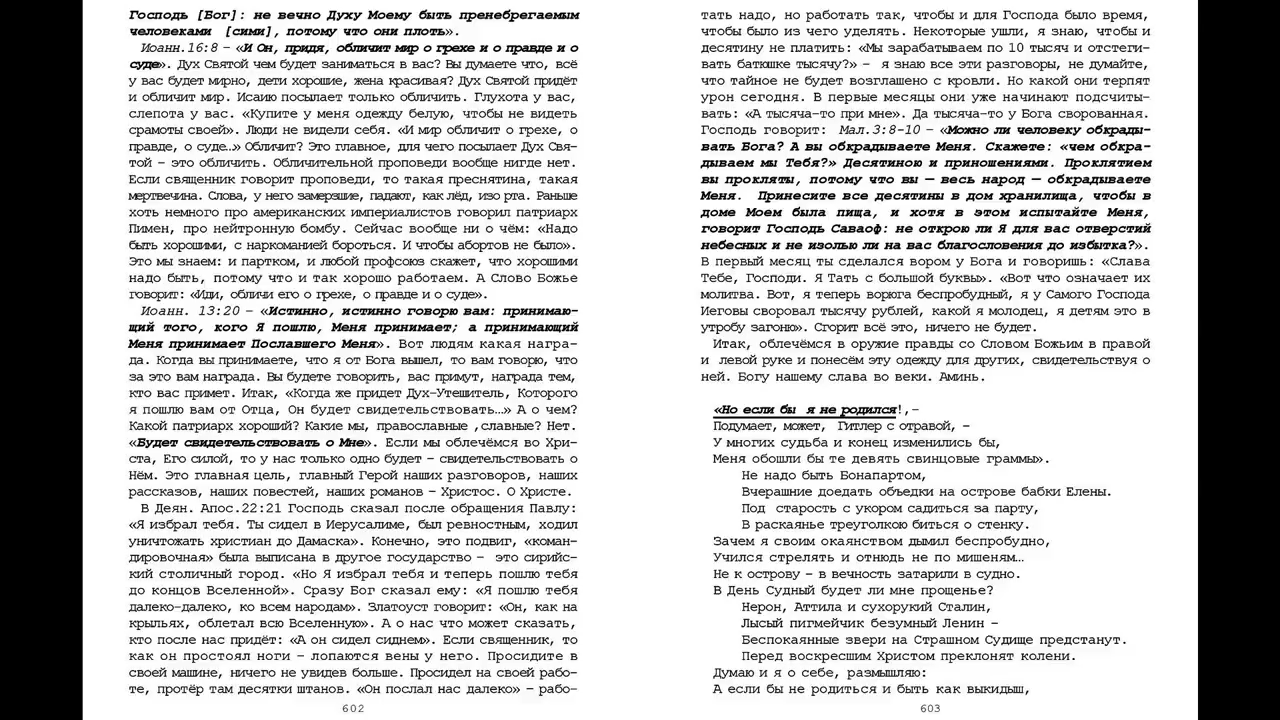 Господь [Бог]: не вечно Духу Моему быть пренебрегаемым
человеками [сими], потому что они плоть».
Иоанн.16:8 – «И Он, придя, обличит мир о грехе и о правде и о
суде». Дух Святой чем будет заниматься в вас? Вы думаете что, всё
у вас будет мирно, дети хорошие, жена красивая? Дух Святой придёт
и обличит мир. Исаию посылает только обличить. Глухота у вас,
слепота у вас. «Купите у меня одежду белую, чтобы не видеть
срамоты своей». Люди не видели себя. «И мир обличит о грехе, о
правде, о суде…» Обличит? Это главное, для чего посылает Дух Свя-
той – это обличить. Обличительной проповеди вообще нигде нет.
Если священник говорит проповеди, то такая преснятина, такая
мертвечина. Слова, у него замерзшие, падают, как лёд, изо рта. Раньше
хоть немного про американских империалистов говорил патриарх
Пимен, про нейтронную бомбу. Сейчас вообще ни о чём: «Надо
быть хорошими, с наркоманией бороться. И чтобы абортов не было».
Это мы знаем: и партком, и любой профсоюз скажет, что хорошими
надо быть, потому что и так хорошо работаем. А Слово Божье
говорит: «Иди, обличи его о грехе, о правде и о суде».
Иоанн. 13:20 – «Истинно, истинно говорю вам: принимаю-
щий того, кого Я пошлю, Меня принимает; а принимающий
Меня принимает Пославшего Меня». Вот людям какая награ-
да. Когда вы принимаете, что я от Бога вышел, то вам говорю, что
за это вам награда. Вы будете говорить, вас примут, награда тем,
кто вас примет. Итак, «Когда же придет Дух-Утешитель, Которого
я пошлю вам от Отца, Он будет свидетельствовать…» А о чем?
Какой патриарх хороший? Какие мы, православные ,славные? Нет.
«Будет свидетельствовать о Мне». Если мы облечёмся во Хри-
ста, Его силой, то у нас только одно будет – свидетельствовать о
Нём. Это главная цель, главный Герой наших разговоров, наших
рассказов, наших повестей, наших романов – Христос. О Христе.
В Деян. Апос.22:21 Господь сказал после обращения Павлу:
«Я избрал тебя. Ты сидел в Иерусалиме, был ревностным, ходил
уничтожать христиан до Дамаска». Конечно, это подвиг, «коман-
дировочная» была выписана в другое государство – это сирийс-
кий столичный город. «Но Я избрал тебя и теперь пошлю тебя
до концов Вселенной». Сразу Бог сказал ему: «Я пошлю тебя
далеко-далеко, ко всем народам». Златоуст говорит: «Он, как на
крыльях, облетал всю Вселенную». А о нас что может сказать,
кто после нас придёт: «А он сидел сиднем». Если священник, то
как он простоял ноги – лопаются вены у него. Просидите в
своей машине, ничего не увидев больше. Просидел на своей рабо-
те, протёр там десятки штанов. «Он послал нас далеко» – рабо-
602
тать надо, но работать так, чтобы и для Господа было время,
чтобы было из чего уделять. Некоторые ушли, я знаю, чтобы и
десятину не платить: «Мы зарабатываем по 10 тысяч и отстеги-
вать батюшке тысячу?» – я знаю все эти разговоры, не думайте,
что тайное не будет возглашено с кровли. Но какой они терпят
урон сегодня. В первые месяцы они уже начинают подсчиты-
вать: «А тысяча-то при мне». Да тысяча-то у Бога сворованная.
Господь говорит: Мал.3:8-10 – «Можно ли человеку обкрады-
вать Бога? А вы обкрадываете Меня. Скажете: «чем обкра-
дываем мы Тебя?» Десятиною и приношениями. Проклятием
вы прокляты, потому что вы — весь народ — обкрадываете
Меня. Принесите все десятины в дом хранилища, чтобы в
доме Моем была пища, и хотя в этом испытайте Меня,
говорит Господь Саваоф: не открою ли Я для вас отверстий
небесных и не изолью ли на вас благословения до избытка?».
В первый месяц ты сделался вором у Бога и говоришь: «Слава
Тебе, Господи. Я Тать с большой буквы». «Вот что означает их
молитва. Вот, я теперь ворюга беспробудный, я у Самого Господа
Иеговы своровал тысячу рублей, какой я молодец, я детям это в
утробу загоню». Сгорит всё это, ничего не будет.
Итак, облечёмся в оружие правды со Словом Божьим в правой
и левой руке и понесём эту одежду для других, свидетельствуя о
ней. Богу нашему слава во веки. Аминь.
«Но если бы я не родился!,–
Подумает, может, Гитлер с отравой, –
У многих судьба и конец изменились бы,
Меня обошли бы те девять свинцовые граммы».
Не надо быть Бонапартом,
Вчерашние доедать объедки на острове бабки Елены.
Под старость с укором садиться за парту,
В раскаянье треуголкою биться о стенку.
Зачем я своим окаянством дымил беспробудно,
Учился стрелять и отнюдь не по мишеням…
Не к острову – в вечность затарили в судно.
В День Судный будет ли мне прощенье?
Нерон, Аттила и сухорукий Сталин,
Лысый пигмейчик безумный Ленин –
Беспокаянные звери на Страшном Судище предстанут.
Перед воскресшим Христом преклонят колени.
Думаю и я о себе, размышляю:
А если бы не родиться и быть как выкидыш,
603